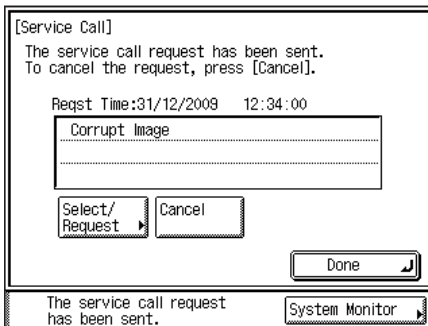 [Service Call]
The service call request has been sent.
To cancel the request, press [Cancel].
Reqst Time:31/12/2009 12:34:00
Corrupt Image
Select/ Request
Cancel
Done
The service call request has been sent.
System Monitor